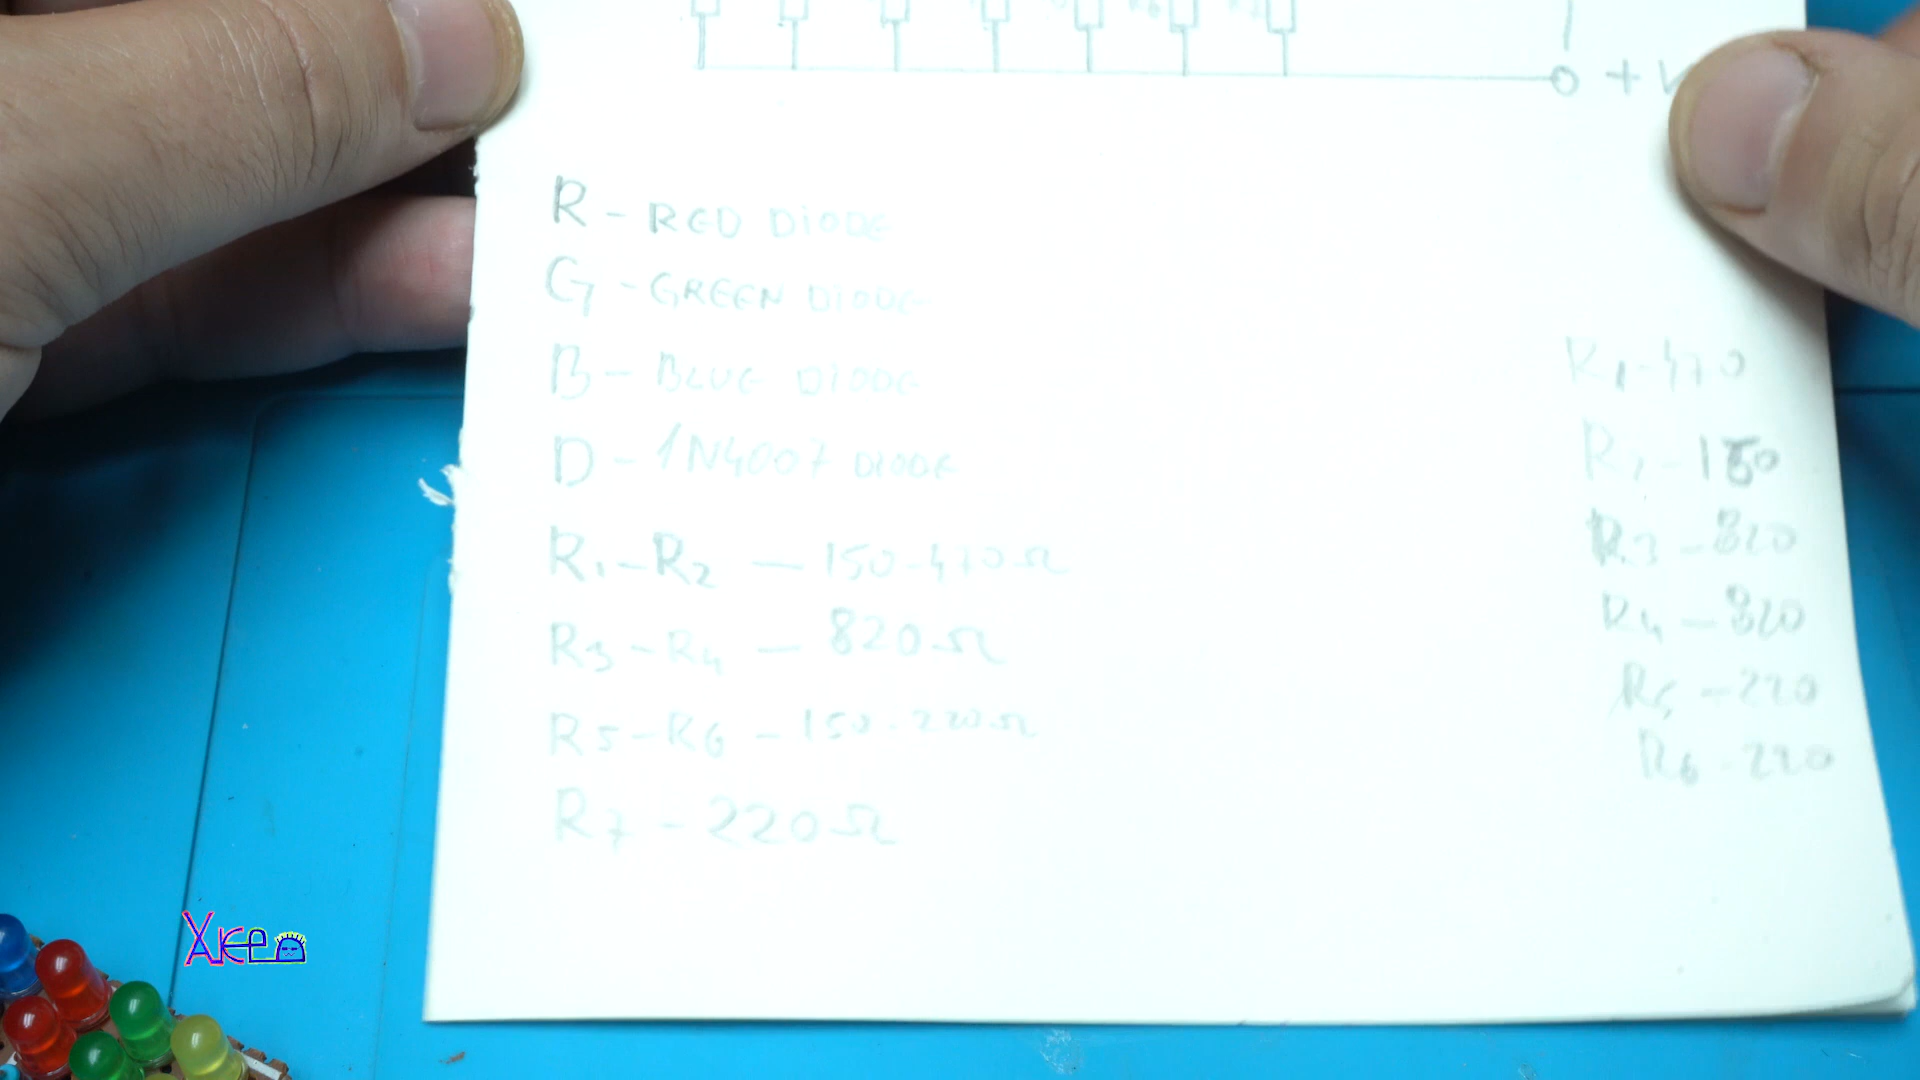 +V
R - RED DIODE
G - GREEN DIODE
B - BLUE DIODE
D - 1N4007 DIODE
R1 - R2 — 150-470Ω
R3 - R4 — 820Ω
R5 - R6 - 150-220Ω
R7 - 220Ω
R1 - 470
R2 - 150
R3 - 820
R4 - 820
R5 - 220
R6 - 220
Хакер